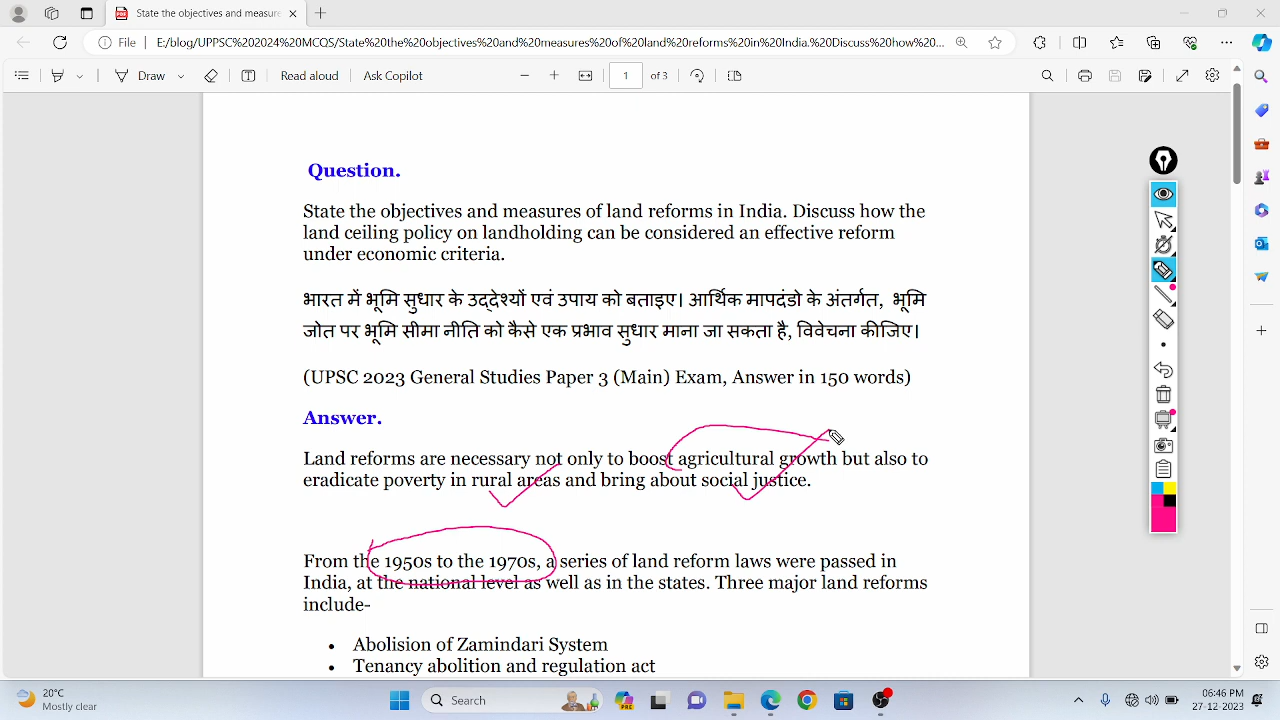 State the objectives and measure
File E:/blog/UPPSC%202024%20MCQS/State%20the%20objectives%20and%20measures%20of%20land%20reforms%20in%20India.%20Discuss%20how%...
Draw Read aloud Ask Copilot 1 of 3
Question.
State the objectives and measures of land reforms in India. Discuss how the
land ceiling policy on landholding can be considered an effective reform
under economic criteria.
भारत में भूमि सुधार के उद्देश्यों एवं उपाय को बताइए। आर्थिक मापदंडो के अंतर्गत, भूमि
जोत पर भूमि सीमा नीति को कैसे एक प्रभाव सुधार माना जा सकता है, विवेचना कीजिए।
(UPSC 2023 General Studies Paper 3 (Main) Exam, Answer in 150 words)
Answer.
Land reforms are necessary not only to boost agricultural growth but also to
eradicate poverty in rural areas and bring about social justice.
From the 1950s to the 1970s, a series of land reform laws were passed in
India, at the national level as well as in the states. Three major land reforms
include-
• Abolision of Zamindari System
• Tenancy abolition and regulation act
20°C
Mostly clear
Search
06:46 PM
27-12-2023